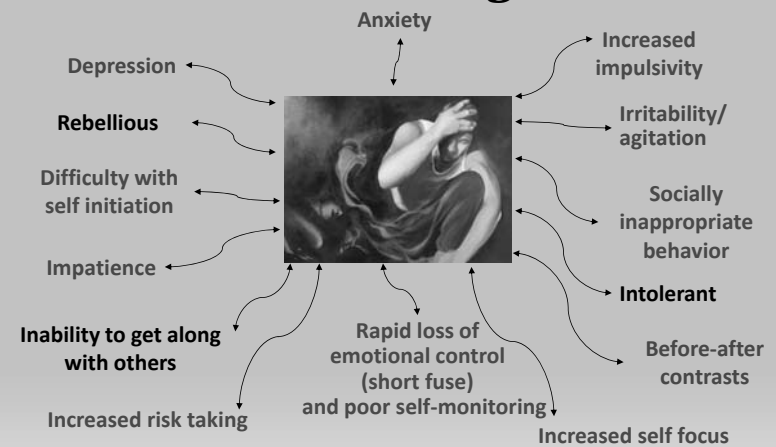 Anxiety
Increased
impulsivity
Depression
Irritability/
agitation
Rebellious
Difficulty with
self initiation
Socially
inappropriate
behavior
Impatience
Intolerant
Inability to get along
with others
Rapid loss of
emotional control
(short fuse)
and poor self-monitoring
Before-after
contrasts
Increased risk taking
Increased self focus